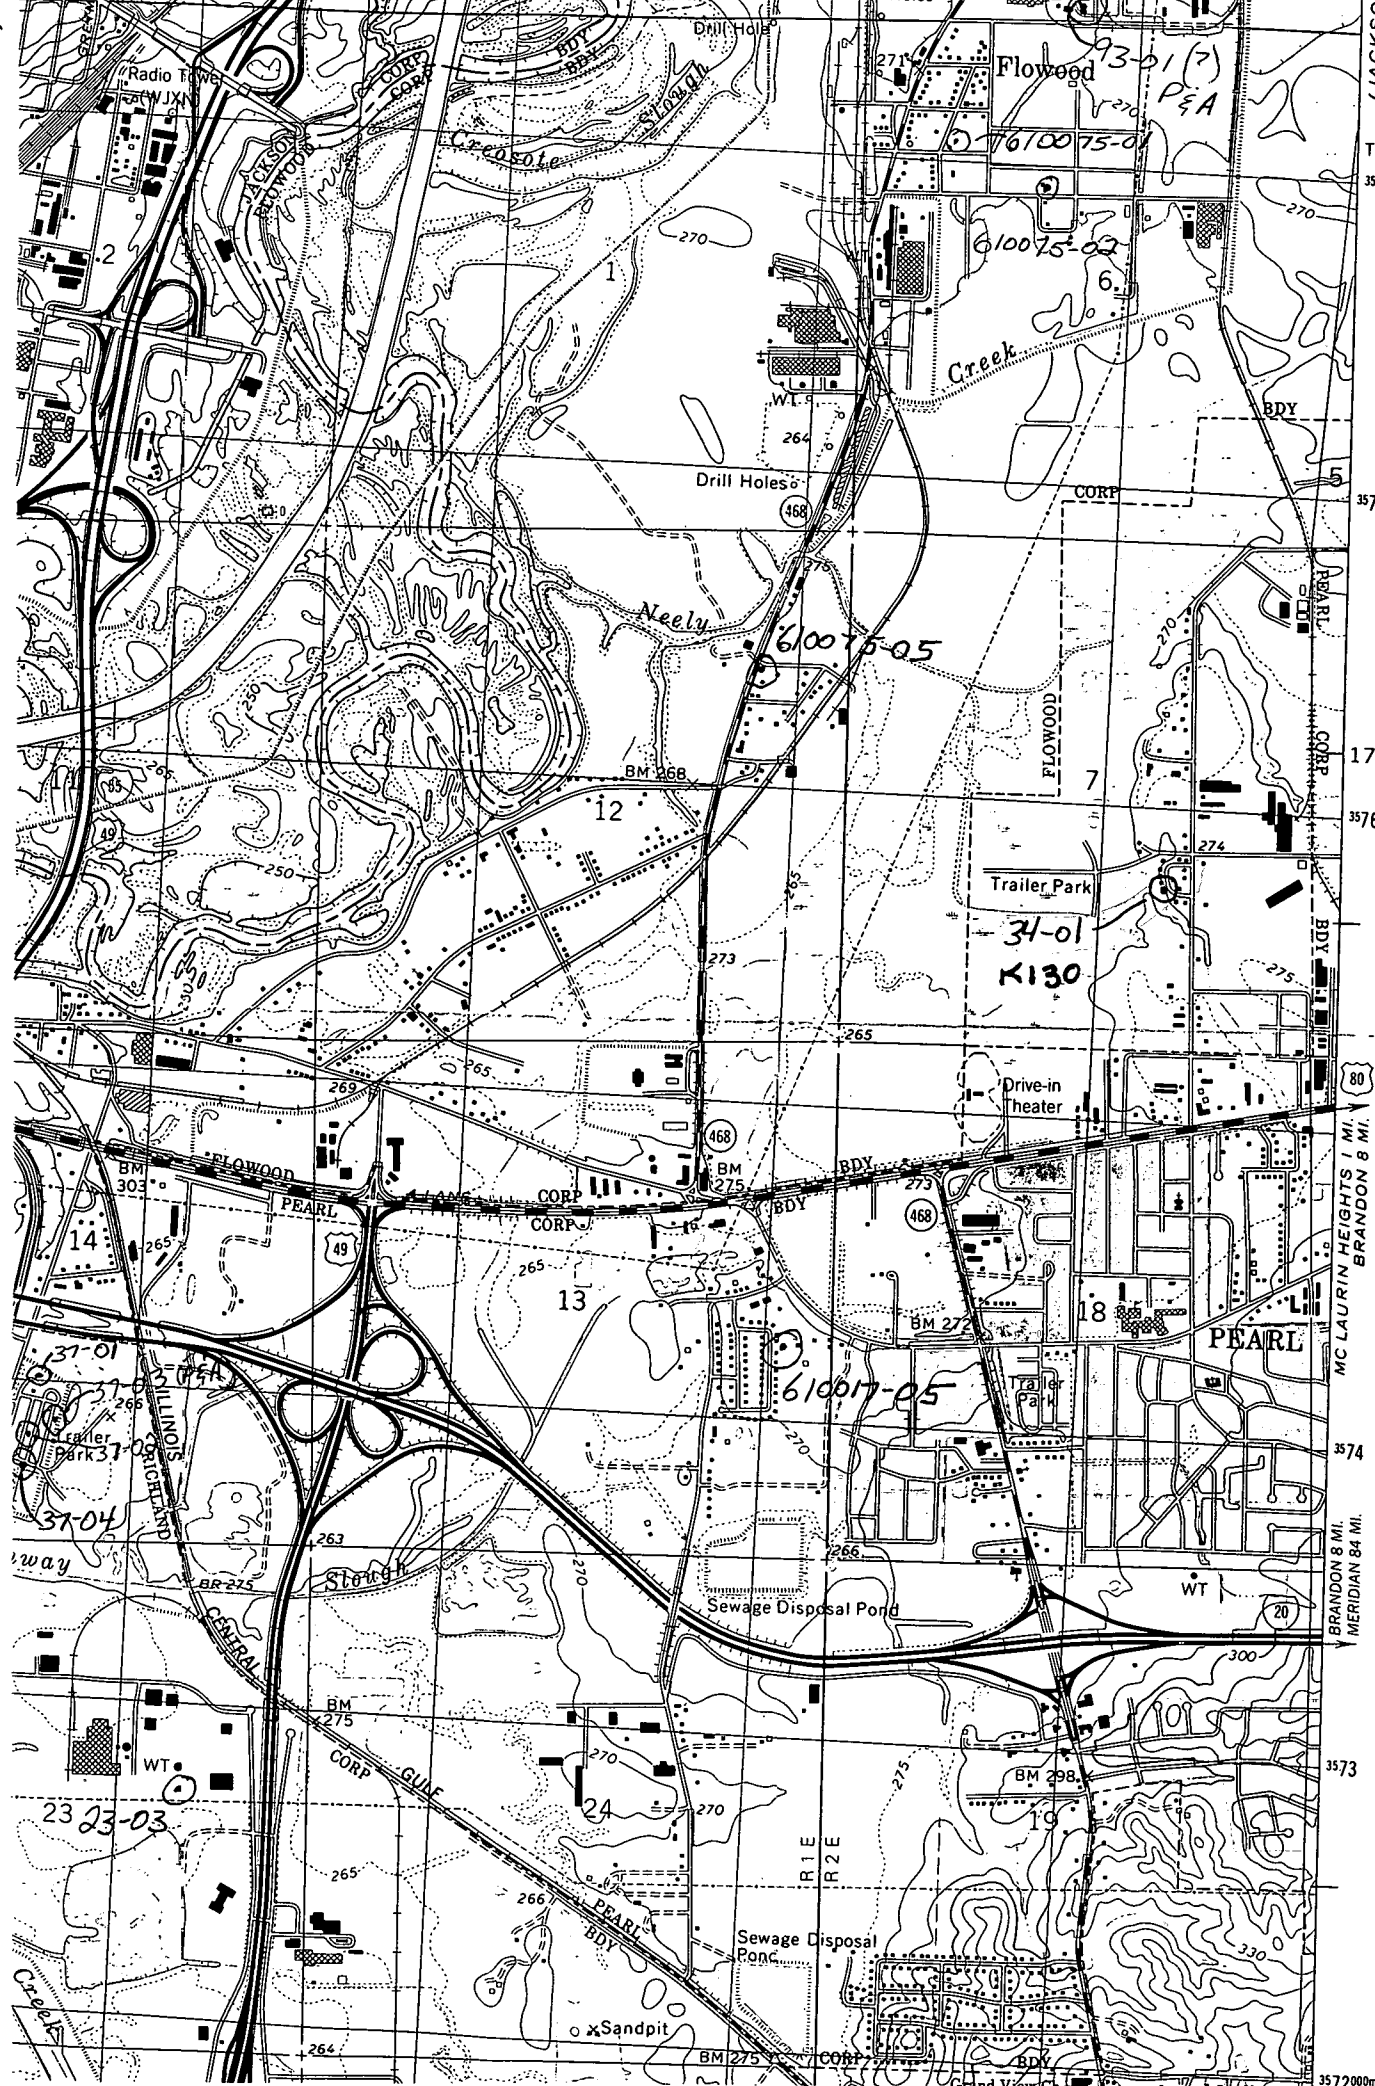 Drill Hole
93-01 (?)
P&A
271
Flowood
270
Radio Tower
(WJXN)
CORP
CORP
BDY
BDY
Creosote
Slough
T610075-01
JACKSON
FLOWOOD
270
270
2
1
610075-02
6
Creek
WT
BDY
264
Drill Holes
CORP
5
468
275
Neely
610075-05
PEARL
270
250
FLOWOOD
CORP
17
265
BM 268
7
11
12
3576
49
274
250
265
Trailer Park
34-01
K130
BDY
273
275
265
265
269
Drive-in
Theater
80
468
BM
303
FLOWOOD
BDY
BM
275
273
CORP
PEARL
CORP
BDY
468
MC LAURIN HEIGHTS 1 MI.
BRANDON 8 MI.
14
265
49
265
13
BM 272
18
PEARL
37-01
37-03 (P&A)
610017-05
Trailer
Park
266
Trailer
Park
ILLINOIS
RICHLAND
270
3574
37-04
263
266
BRANDON 8 MI.
MERIDIAN 84 MI.
Slough
BR 275
270
WT
Sewage Disposal Pond
20
CENTRAL
300
BM
275
CORP
GULF
270
275
BM 298
3573
WT
23
23-03
24
270
19
R1E
R2E
265
266
PEARL
BDY
Sewage Disposal
Pond
330
Creek
Sandpit
264
BM 275
CORP
BDY
3572000m